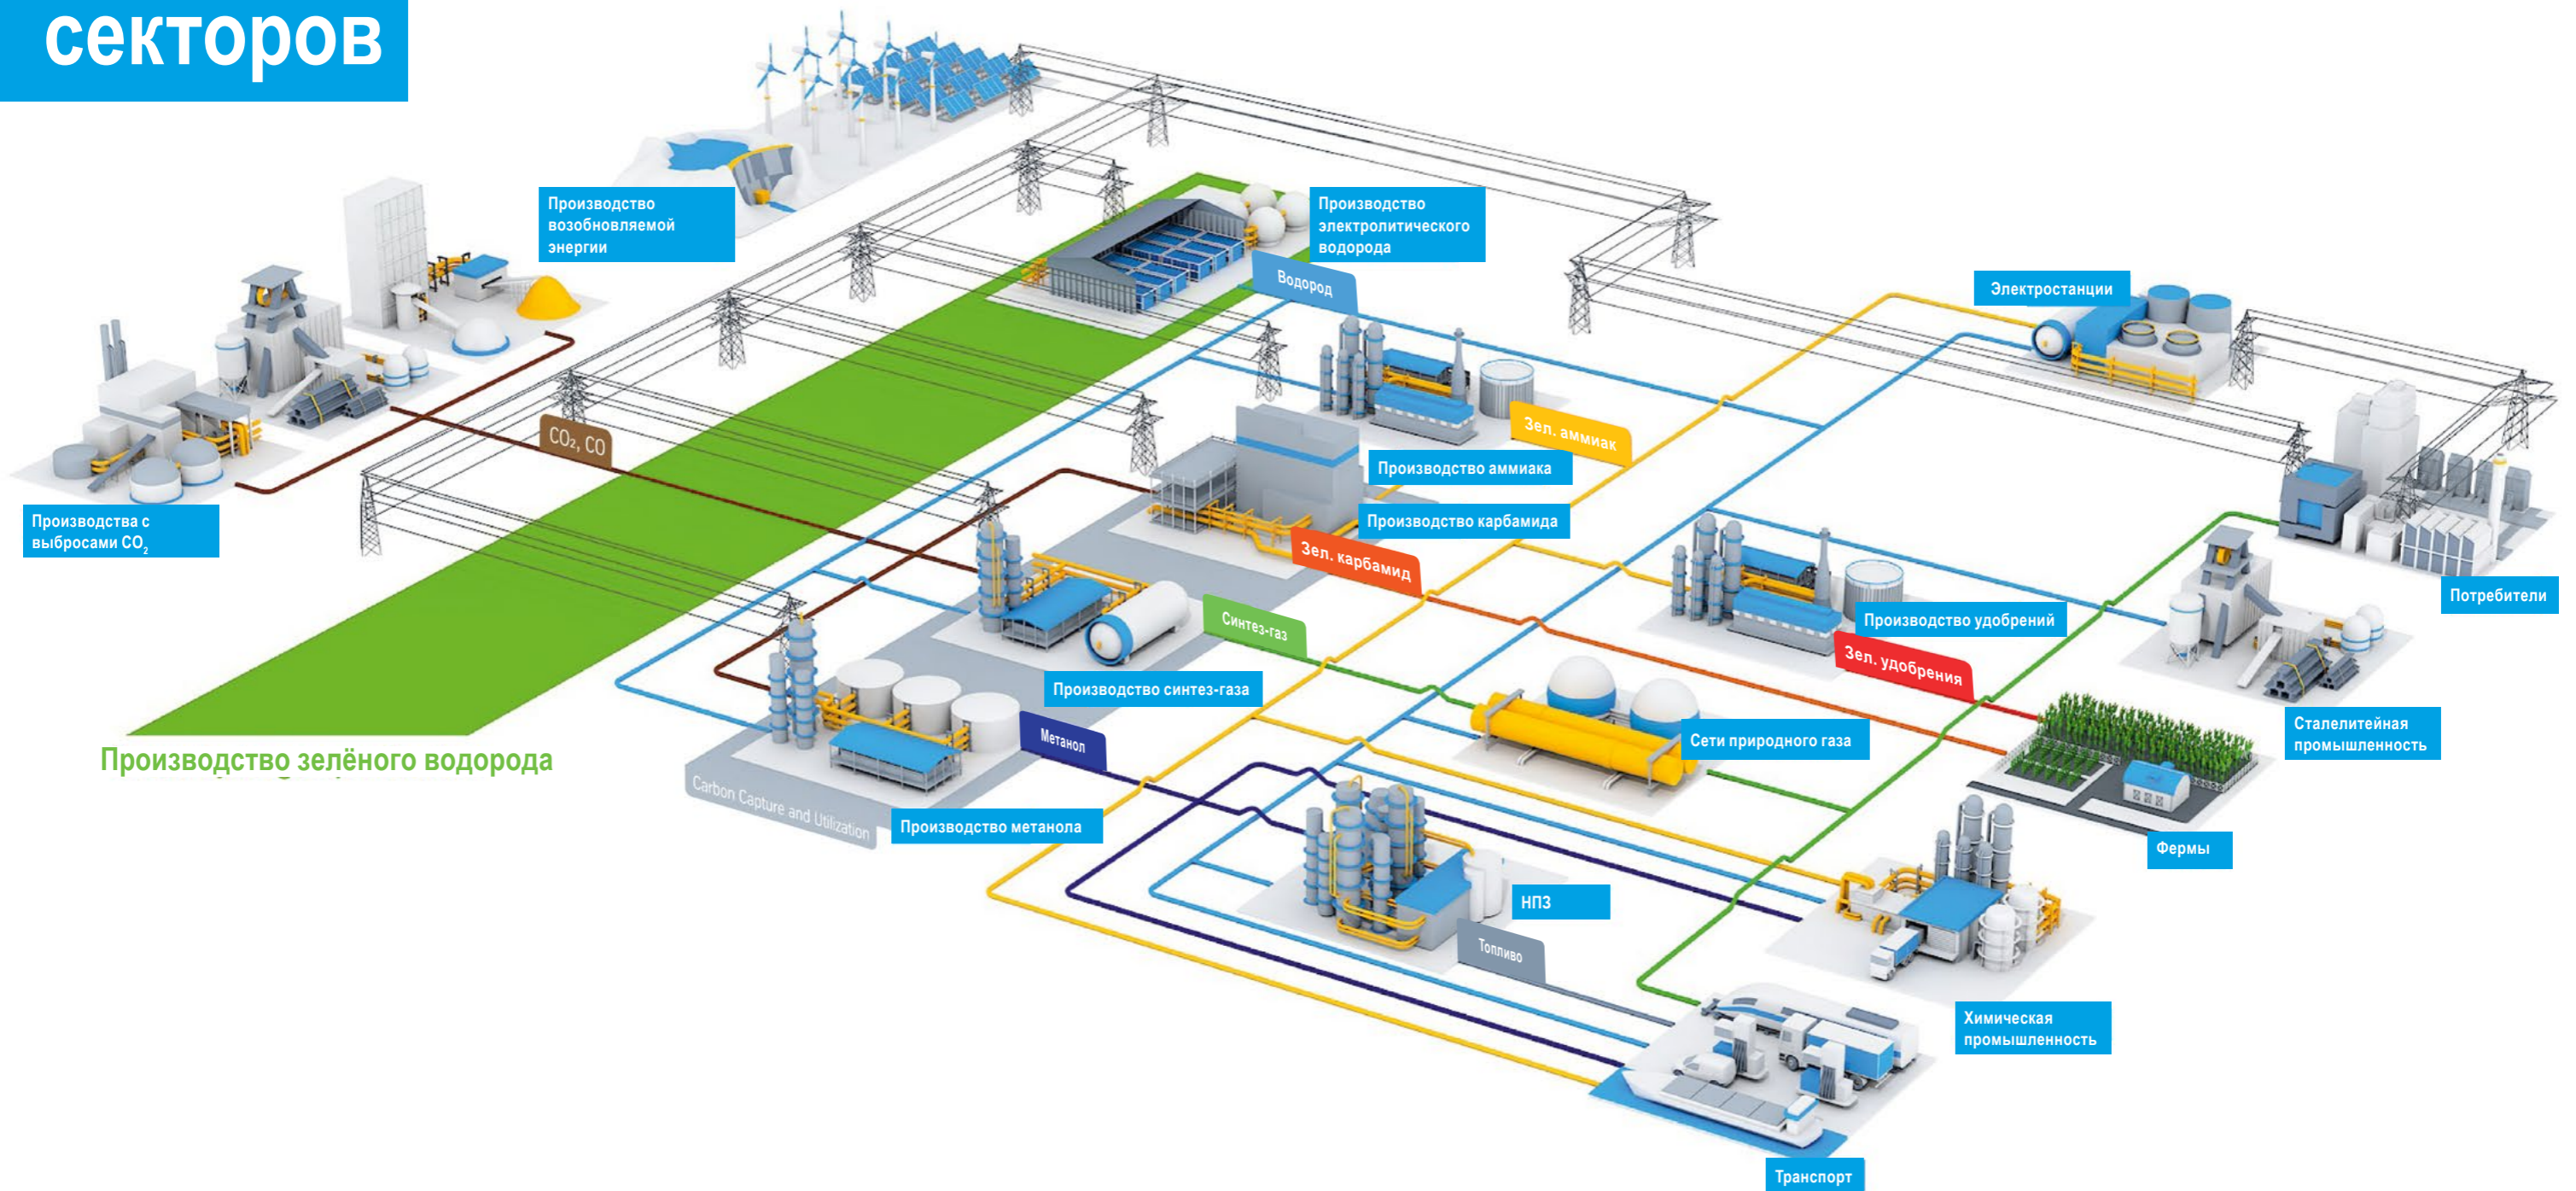 секторов
Производство
возобновляемой
энергии
Производство
электролитического
водорода
Водород
Электростанции
CO₂, CO
Зел. аммиак
Производство аммиака
Производства с
выбросами CO₂
Производство карбамида
Зел. карбамид
Потребители
Синтез-газ
Производство удобрений
Зел. удобрения
Производство синтез-газа
Сталелитейная
промышленность
Метанол
Сети природного газа
Производство зелёного водорода
Carbon Capture and Utilization
Производство метанола
Фермы
НПЗ
Топливо
Химическая
промышленность
Транспорт